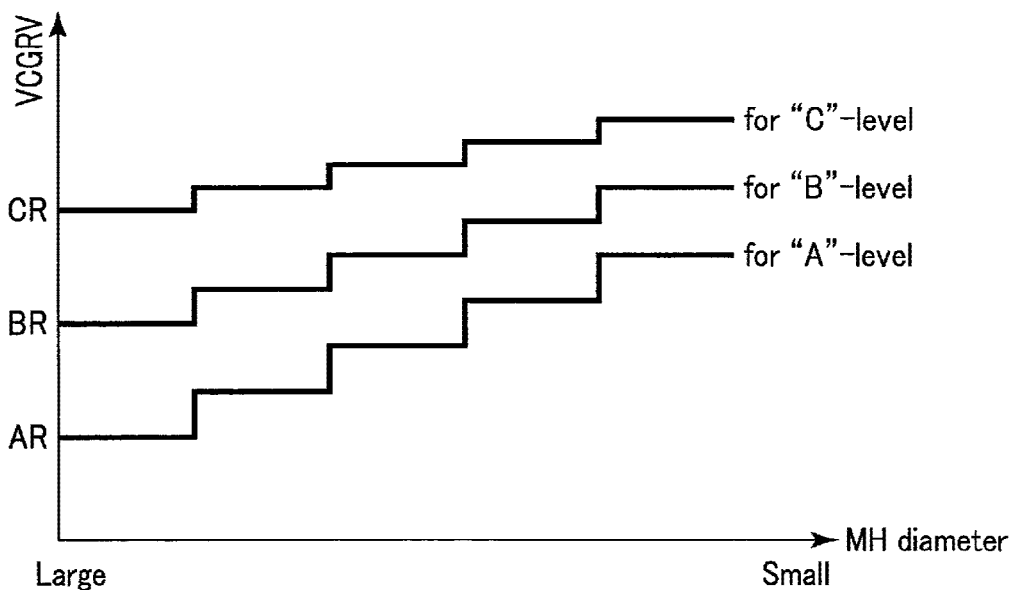 VCGRV
for “C”-level
for “B”-level
for “A”-level
CR
BR
AR
MH diameter
Large
Small